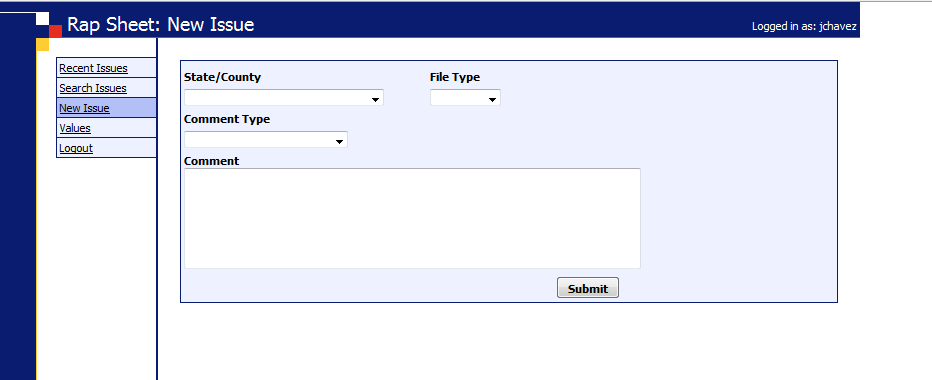 Rap Sheet: New Issue
Logged in as: jchavez
Recent Issues
Search Issues
New Issue
Values
Logout
State/County
File Type
Comment Type
Comment
Submit